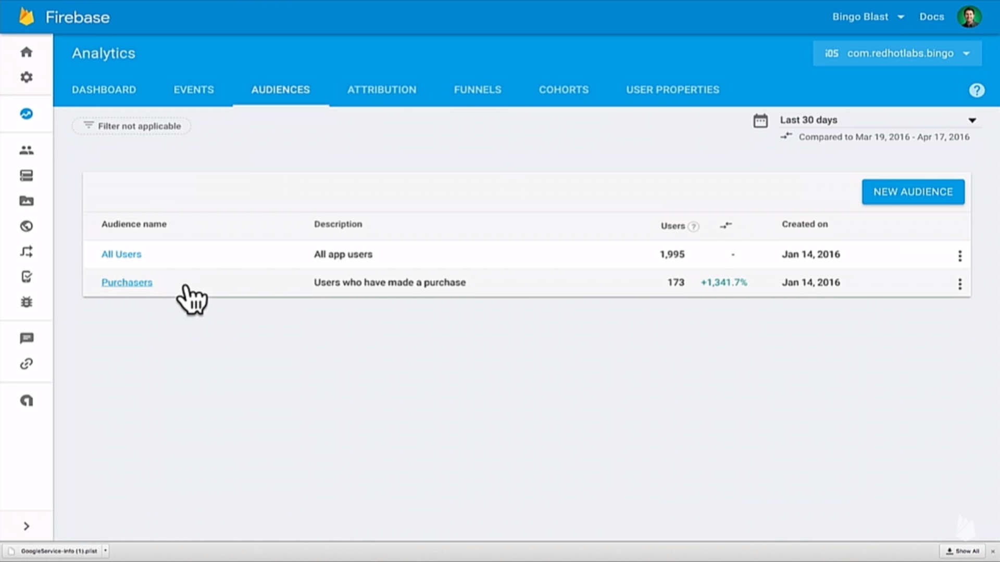 Firebase
Bingo Blast
Docs
Analytics
iOS com.redhotlabs.bingo
DASHBOARD
EVENTS
AUDIENCES
ATTRIBUTION
FUNNELS
COHORTS
USER PROPERTIES
?
Filter not applicable
Last 30 days
Compared to Mar 19, 2016 - Apr 17, 2016
NEW AUDIENCE
Audience name
Description
Users ?
Created on
All Users
All app users
1,995
-
Jan 14, 2016
Purchasers
Users who have made a purchase
173
+1,341.7%
Jan 14, 2016
GoogleService-Info (1).plist
Show All